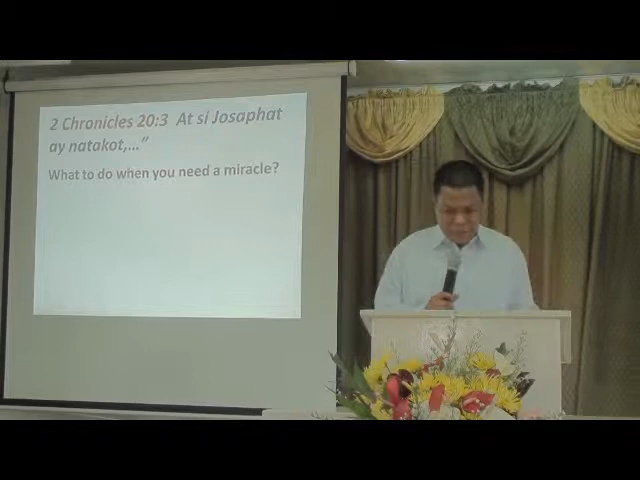 2 Chronicles 20:3 At si Josaphat
ay natakot,...”
What to do when you need a miracle?